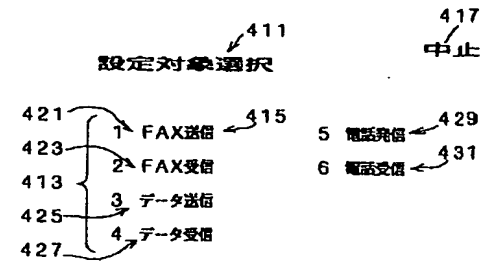 411
417
設定対象選択
中止
421
1 FAX送信
415
5 電話発信
429
423
2 FAX受信
6 電話受信
431
413
3 データ送信
425
4 データ受信
427